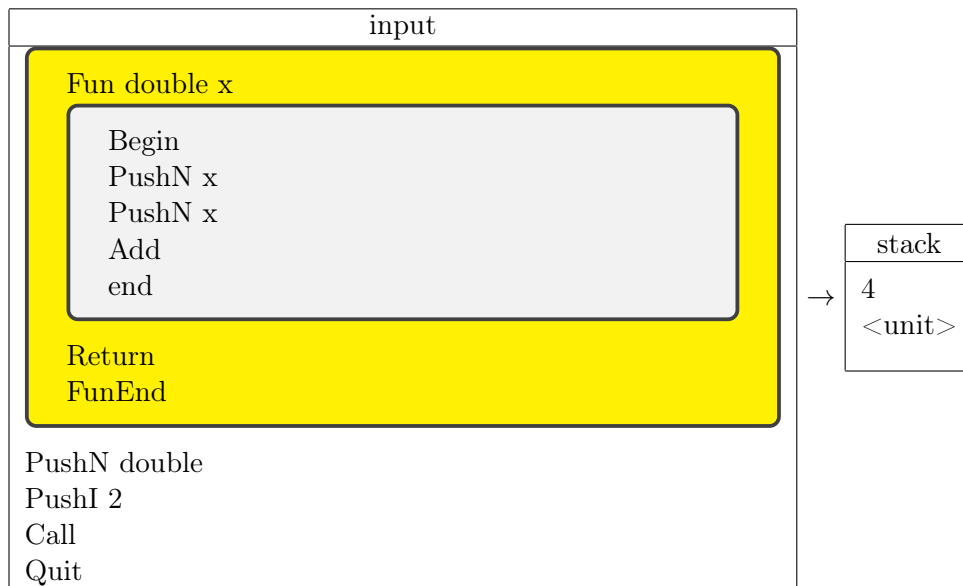 input
Fun double x
Begin
PushN x
PushN x
Add
end
Return
FunEnd
PushN double
PushI 2
Call
Quit
→
stack
4
<unit>